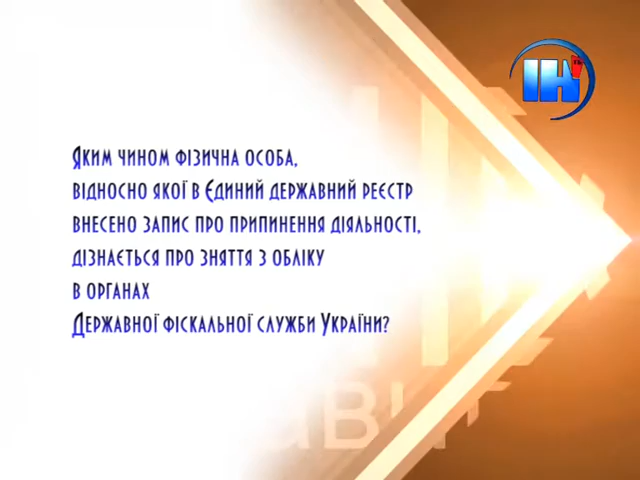 ІН
Яким чином фізична особа,
відносно якої в Єдиний державний реєстр
внесено запис про припинення діяльності,
дізнається про зняття з обліку
в органах
Державної фіскальної служби України?